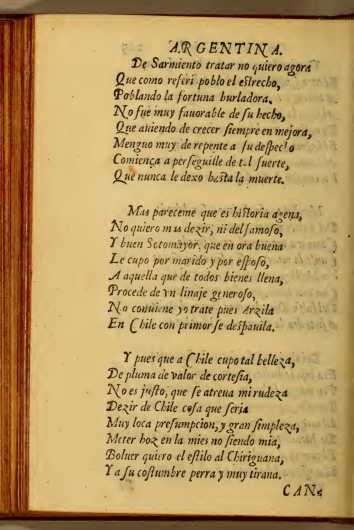 ARGENTINA.
De Sarmiento tratar no quiero agora
Que como referi poblo el estrecho,
Poblando la fortuna burladora.
No fue muy fauorable de su hecho,
Que auiendo de crecer siempre en mejora,
Menguo muy de repente a su despecho
Comiença a perseguille de tal suerte,
Que nunca le dexo hasta la muerte.
Mas pareceme que es historia agena,
No quiero mas dezir, ni del famoso,
Y buen Sotomayor, que en ora buena
Le cupo por marido y por esposo,
A aquella que de todos bienes llena,
Procede de vn linaje generoso,
No conuiene yo trate pues Arzila
En Chile con primor se despauila.
Y pues que a Chile cupo tal belleza,
De pluma de valor de cortesia,
No es justo, que se atreua mi rudeza
Dezir de Chile cosa que seria
Muy loca presumpcion, y gran simpleza,
Meter hoz en la mies no siendo mia,
Boluer quiero el estilo al Chiriguana,
Y a su costumbre perra y muy tirana.
CAN-